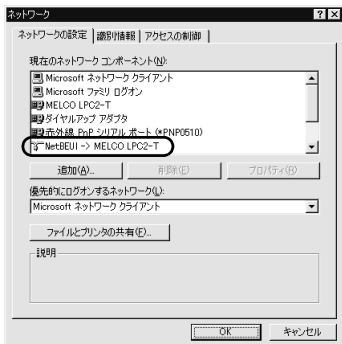 ネットワーク
ネットワークの設定 識別情報 アクセスの制御
現在のネットワーク コンポーネント(N):
Microsoft ネットワーク クライアント
Microsoft ファミリ ログオン
MELCO LPC2-T
ダイヤルアップ アダプタ
赤外線 PnP シリアル ポート (*PNP0510)
NetBEUI -> MELCO LPC2-T
追加(A)... 削除(E) プロパティ(R)
優先的にログオンするネットワーク(L):
Microsoft ネットワーク クライアント
ファイルとプリンタの共有(F)...
説明
OK キャンセル